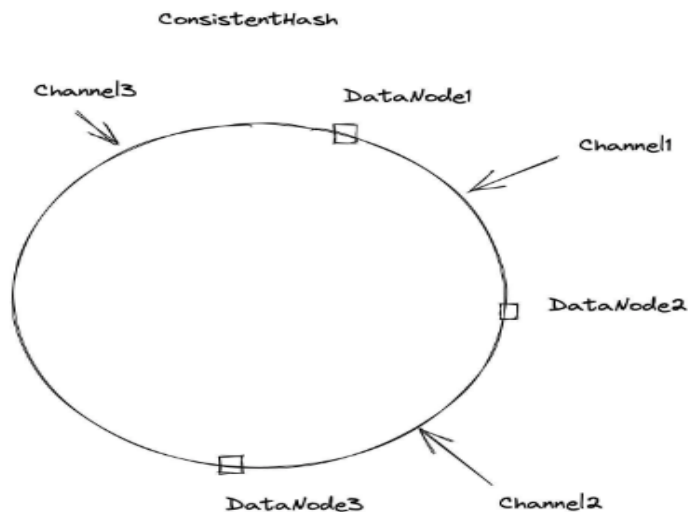 ConsistentHash
Channel3
DataNode1
Channel1
DataNode2
DataNode3
Channel2